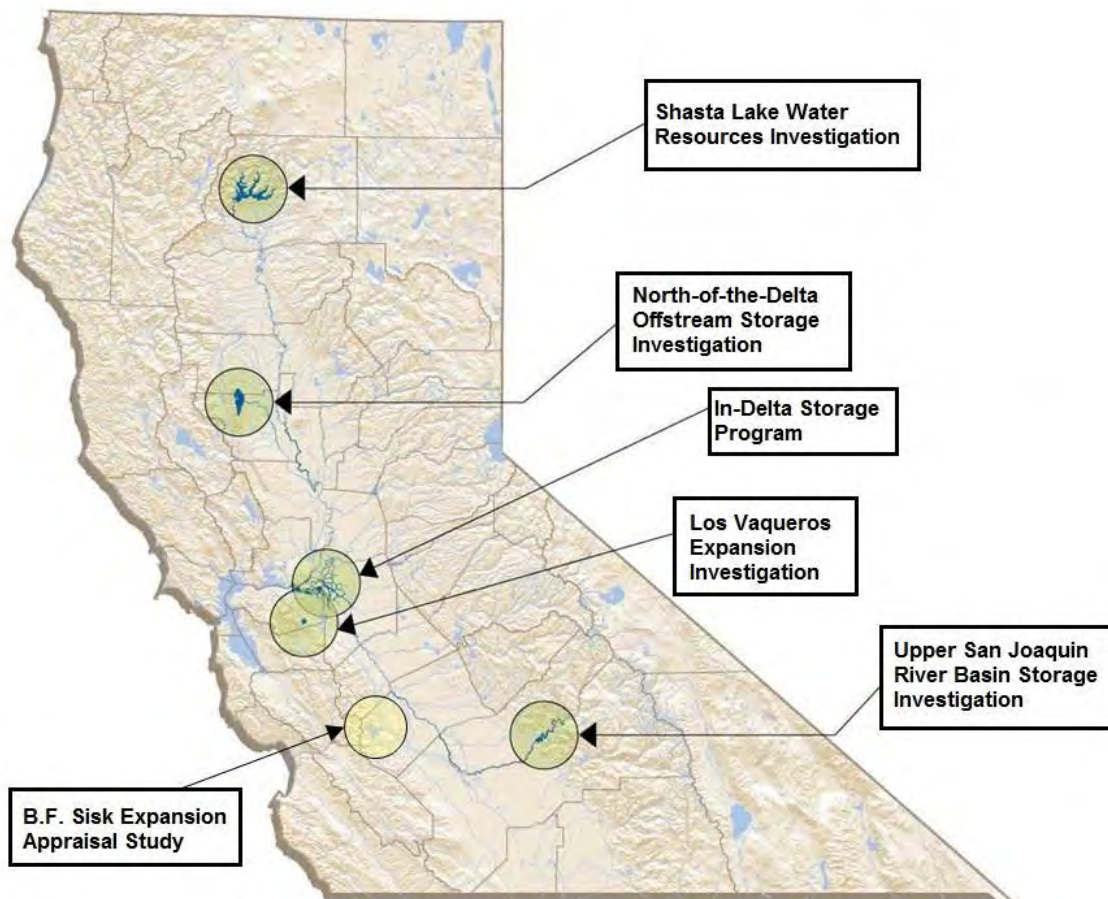 Shasta Lake Water
Resources Investigation
North-of-the-Delta
Offstream Storage
Investigation
In-Delta Storage
Program
Los Vaqueros
Expansion
Investigation
Upper San Joaquin
River Basin Storage
Investigation
B.F. Sisk Expansion
Appraisal Study